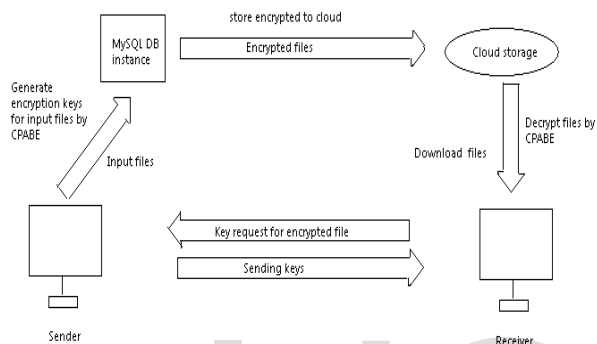 store encrypted to cloud
MySQL DB
instance
Encrypted files
Cloud storage
Generate
encryption keys
for input files by
CPABE
Input files
Download files
Decrypt files by
CPABE
Key request for encrypted file
Sending keys
Sender
Receiver